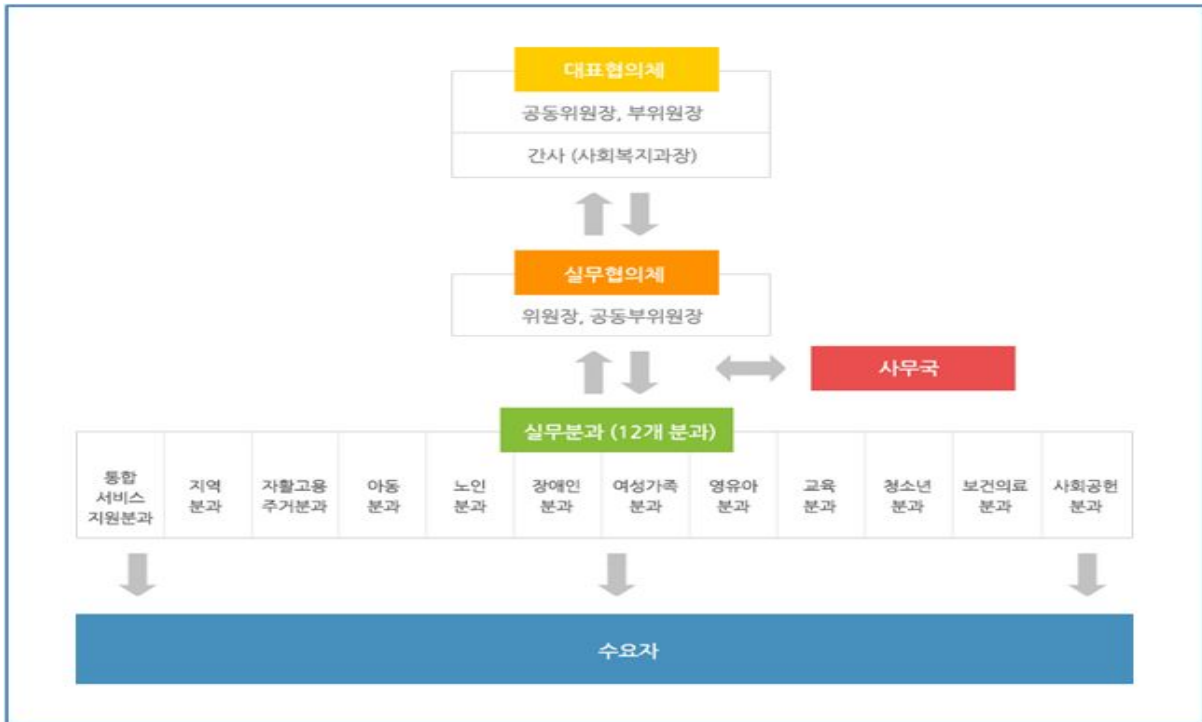 대표협의체
공동위원장, 부위원장
간사 (사회복지과장)
실무협의체
위원장, 공동부위원장
사무국
실무분과 (12개 분과)
통합
서비스
지원분과
지역
분과
자활고용
주거분과
아동
분과
노인
분과
장애인
분과
여성가족
분과
영유아
분과
교육
분과
청소년
분과
보건의료
분과
사회공헌
분과
수요자